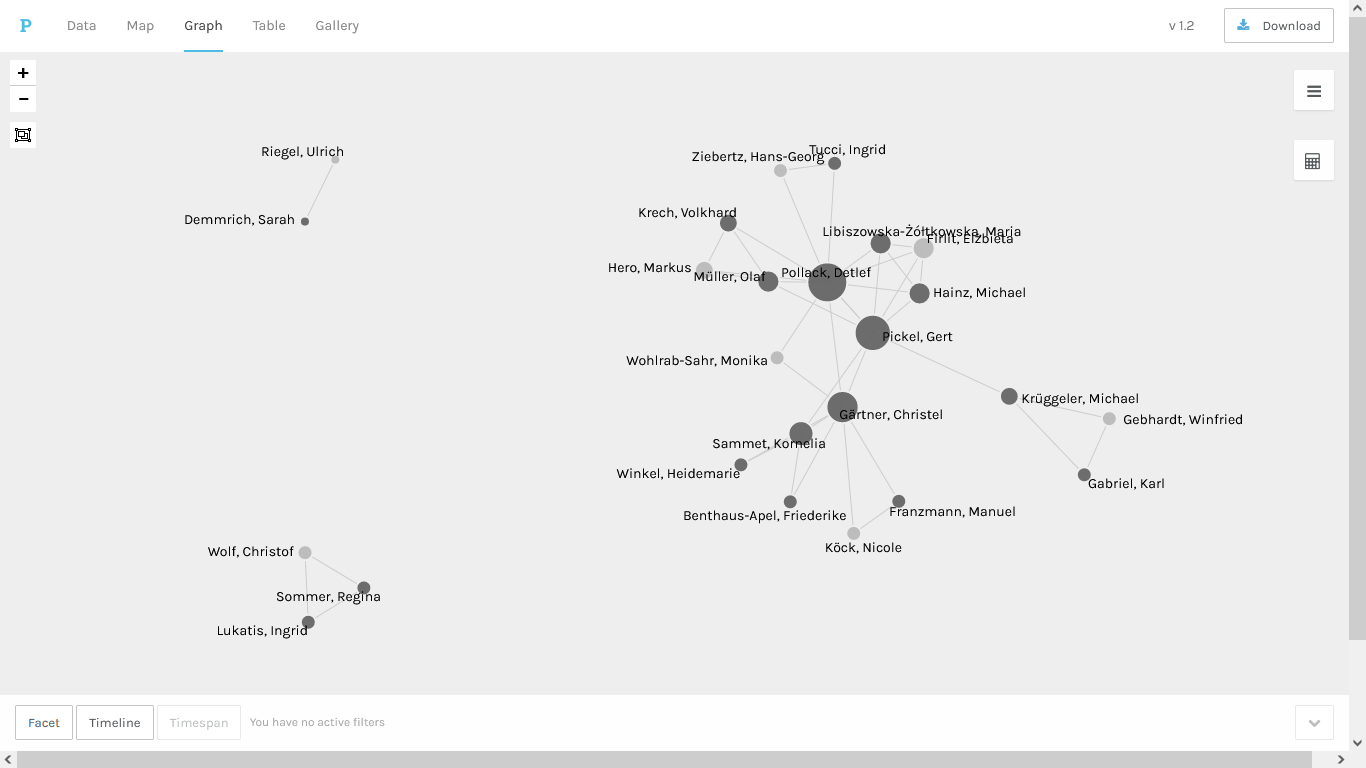 P Data Map Graph Table Gallery v 1.2 Download
+
−
Riegel, Ulrich
Demmrich, Sarah
Tucci, Ingrid
Ziebertz, Hans-Georg
Krech, Volkhard
Libiszowska-Żółtkowska, Maria
Firlit, Elżbieta
Hero, Markus
Müller, Olaf
Pollack, Detlef
Hainz, Michael
Pickel, Gert
Wohlrab-Sahr, Monika
Krüggeler, Michael
Gärtner, Christel
Gebhardt, Winfried
Sammet, Kornelia
Winkel, Heidemarie
Gabriel, Karl
Benthaus-Apel, Friederike
Franzmann, Manuel
Köck, Nicole
Wolf, Christof
Sommer, Regina
Lukatis, Ingrid
Facet Timeline Timespan You have no active filters